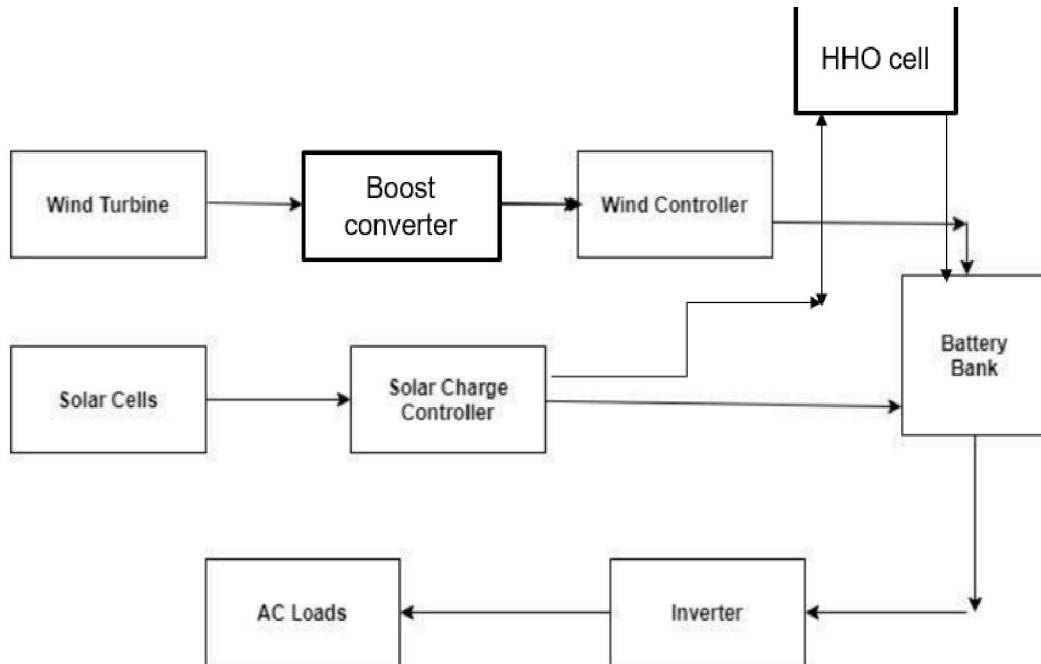 HHO cell
Wind Turbine
Boost
converter
Wind Controller
Solar Cells
Solar Charge
Controller
Battery
Bank
AC Loads
Inverter